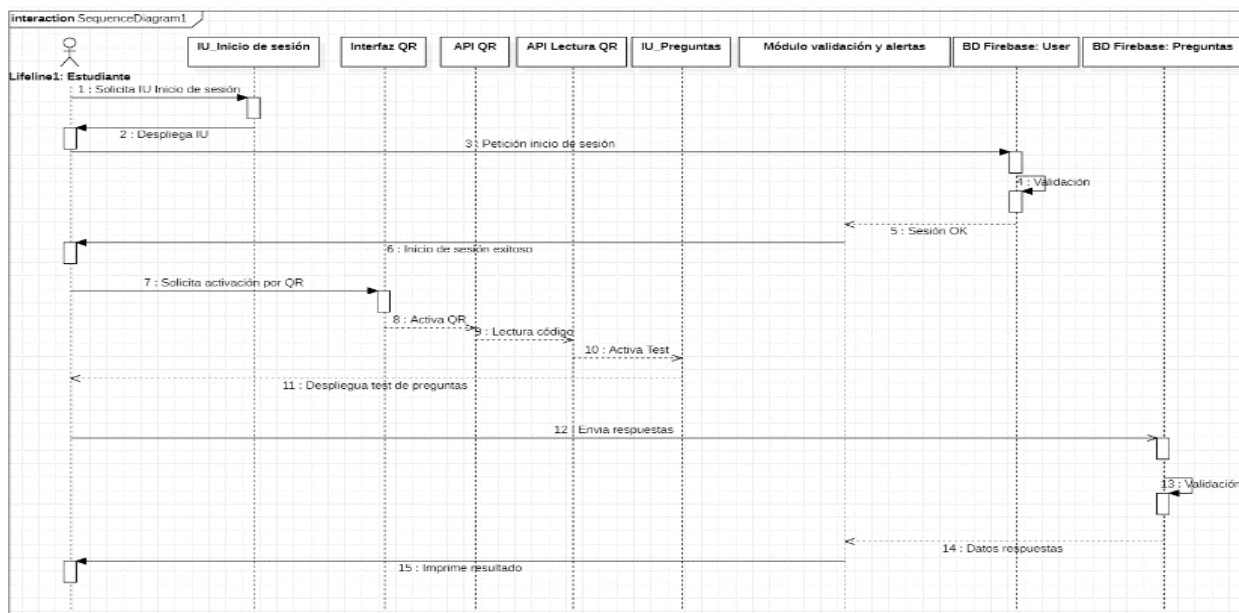 interaction SequenceDiagram1
IU_Inicio de sesión
Interfaz QR
API QR
API Lectura QR
IU_Preguntas
Módulo validación y alertas
BD Firebase: User
BD Firebase: Preguntas
Lifeline1: Estudiante
1 : Solicita IU Inicio de sesión
2 : Despliega IU
3 : Petición inicio de sesión
4 : Validación
5 : Sesión OK
6 : Inicio de sesión exitoso
7 : Solicita activación por QR
8 : Activa QR
9 : Lectura código
10 : Activa Test
11 : Despliegua test de preguntas
12 : Envia respuestas
13 : Validación
14 : Datos respuestas
15 : Imprime resultado